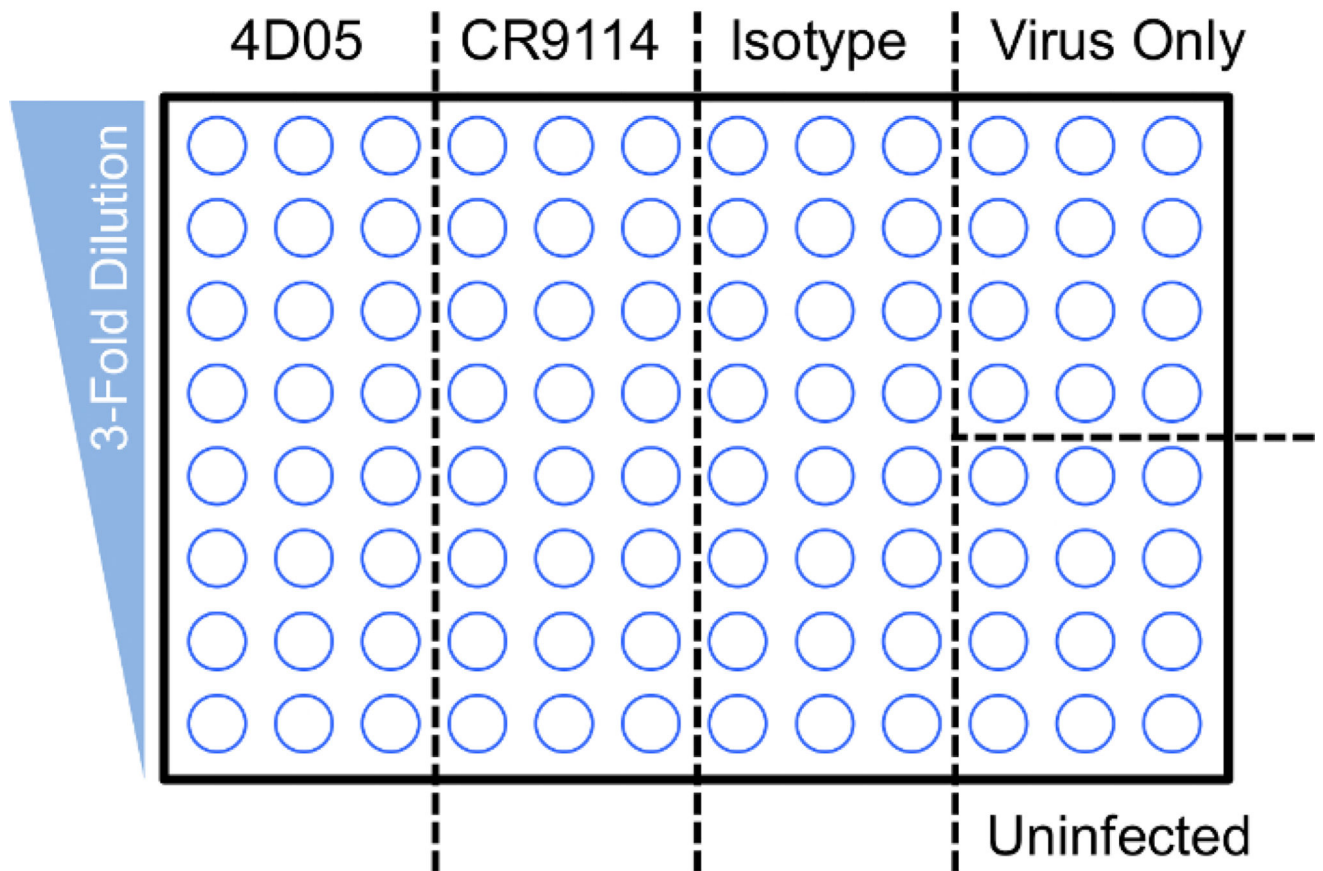 4D05
CR9114
Isotype
Virus Only
3-Fold Dilution
Uninfected